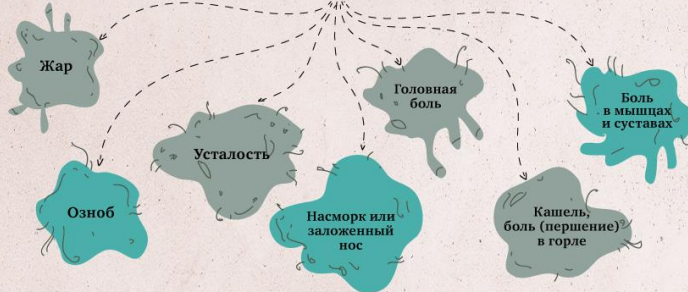 Жар
Головная
боль
Боль
в мышцах
и суставах
Усталость
Озноб
Насморк или
заложенный
нос
Кашель,
боль (першение)
в горле